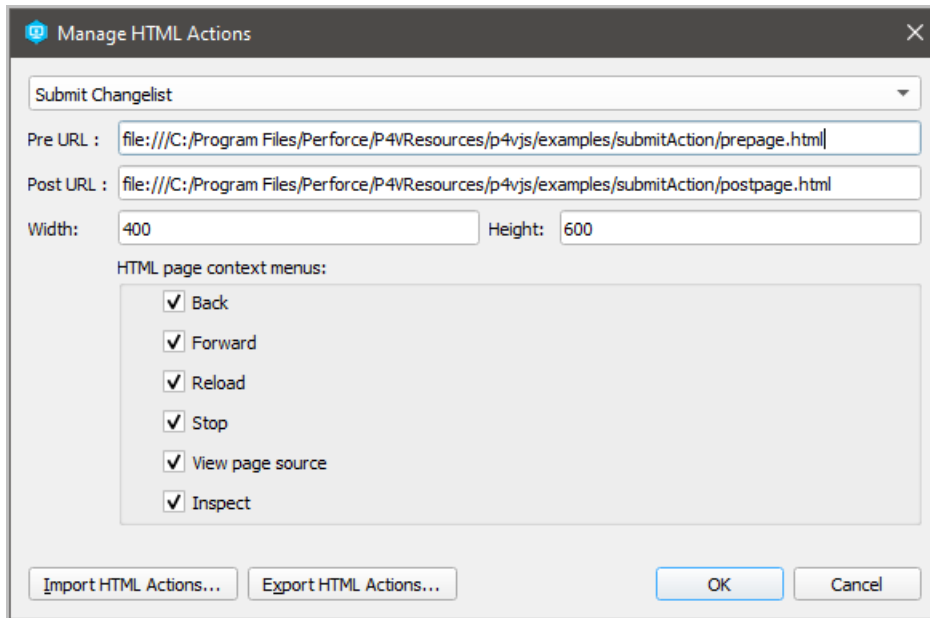 Manage HTML Actions
Submit Changelist
Pre URL : file:///C:/Program Files/Perforce/P4VResources/p4vjs/examples/submitAction/prepage.html
Post URL : file:///C:/Program Files/Perforce/P4VResources/p4vjs/examples/submitAction/postpage.html
Width: 400 Height: 600
HTML page context menus:
Back
Forward
Reload
Stop
View page source
Inspect
Import HTML Actions... Export HTML Actions... OK Cancel